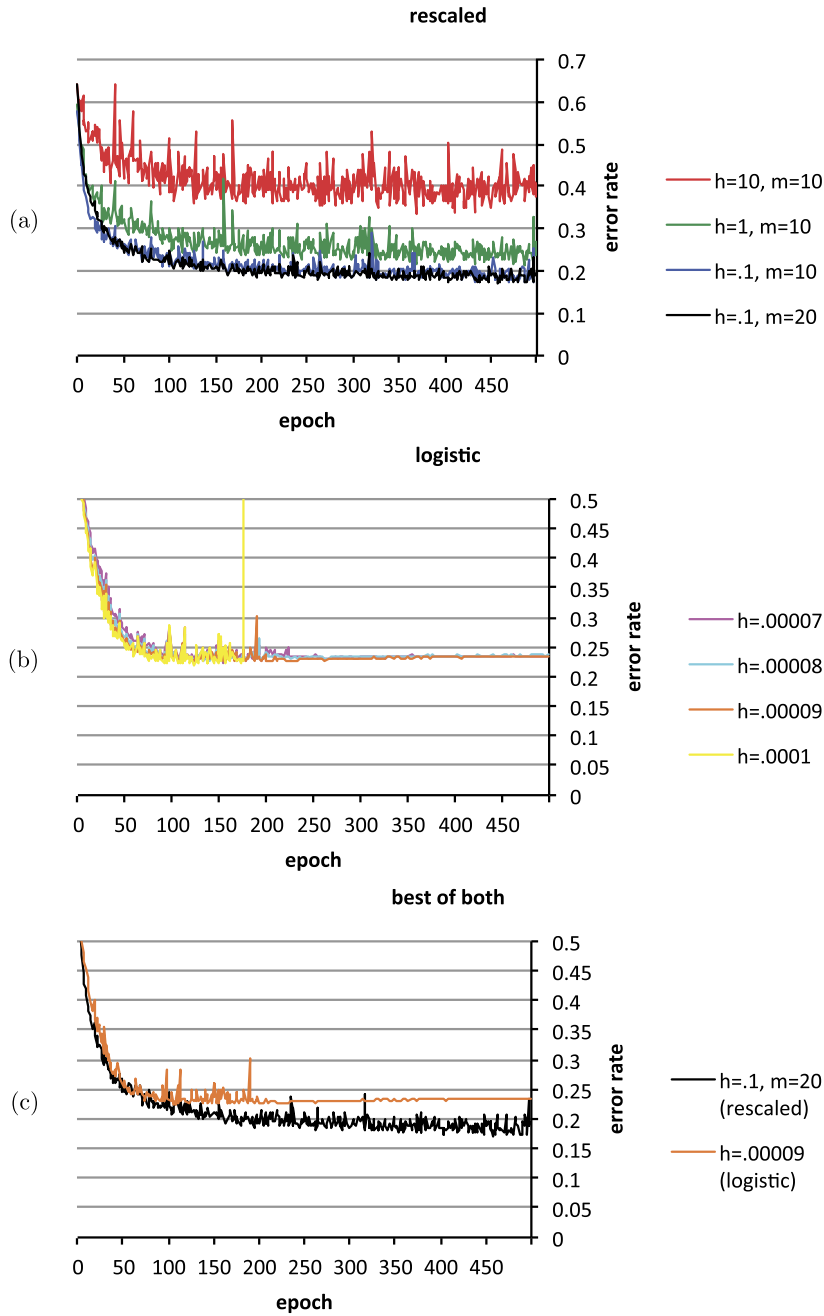 rescaled
0.7
0.6
0.5
0.4
0.3
0.2
0.1
0
error rate
(a)
0 50 100 150 200 250 300 350 400 450
epoch
h=10, m=10
h=1, m=10
h=.1, m=10
h=.1, m=20
logistic
0.5
0.45
0.4
0.35
0.3
0.25
0.2
0.15
0.1
0.05
0
error rate
(b)
0 50 100 150 200 250 300 350 400 450
epoch
h=.00007
h=.00008
h=.00009
h=.0001
best of both
0.5
0.45
0.4
0.35
0.3
0.25
0.2
0.15
0.1
0.05
0
error rate
(c)
0 50 100 150 200 250 300 350 400 450
epoch
h=.1, m=20
(rescaled)
h=.00009
(logistic)